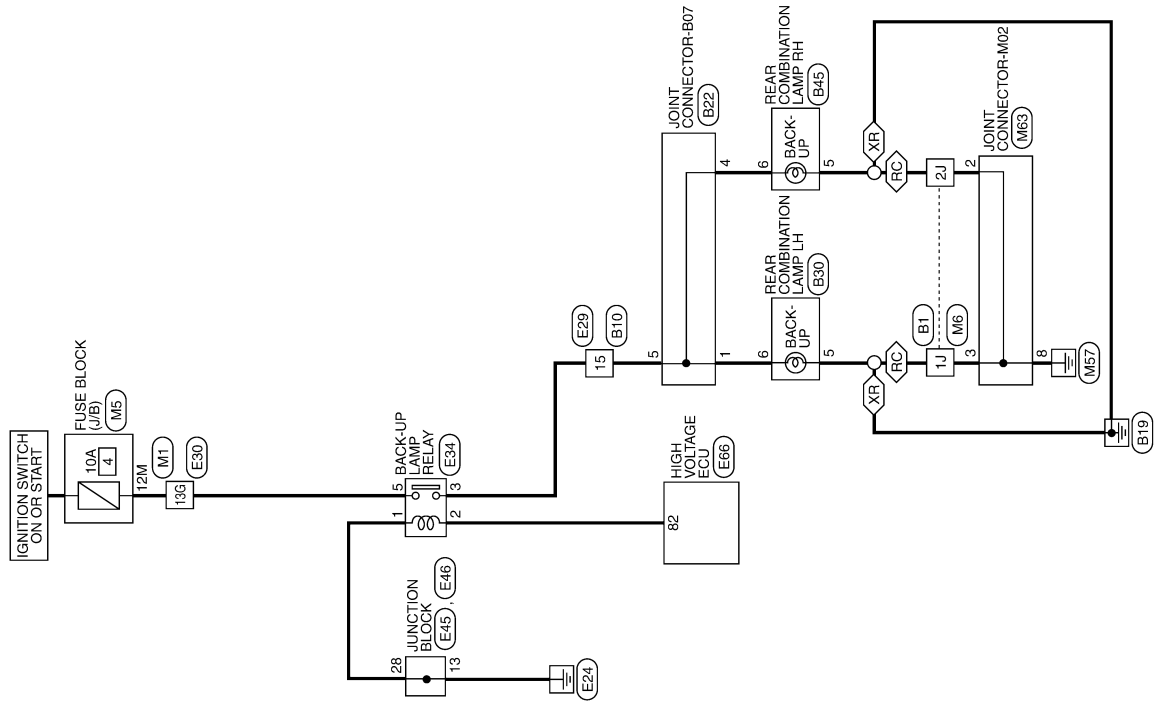 IGNITION SWITCH
ON OR START
FUSE BLOCK
(J/B)
M5
10A
4
12M
M1
13G
E30
BACK-UP
LAMP
RELAY
E34
5
3
1
2
JUNCTION
BLOCK
E45 , E46
28
13
E24
HIGH
VOLTAGE
ECU
E66
82
E29
15
B10
JOINT
CONNECTOR-B07
B22
5
4
1
REAR
COMBINATION
LAMP RH
B45
6
BACK-
UP
5
REAR
COMBINATION
LAMP LH
B30
6
BACK-
UP
5
XR
RC
2J
XR
RC
1J
B1
M6
JOINT
CONNECTOR-M02
M63
2
3
8
M57
B19